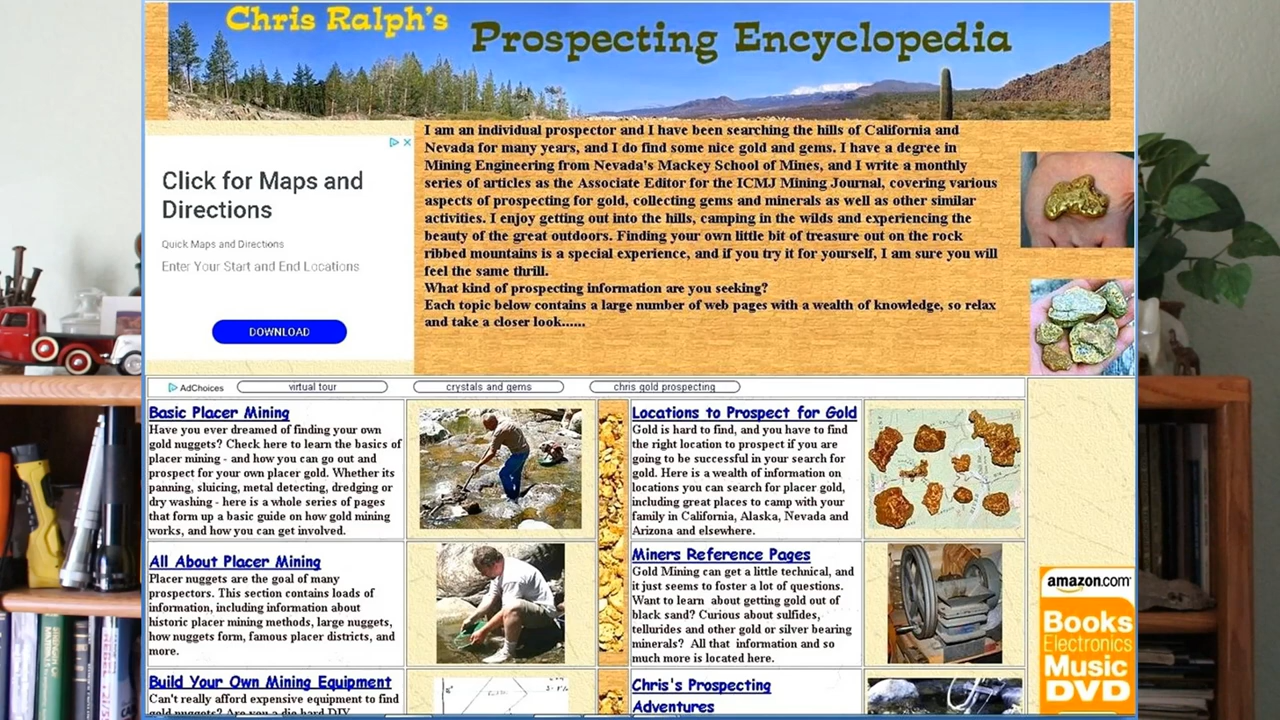 Chris Ralph's
Prospecting Encyclopedia
Click for Maps and
Directions
Quick Maps and Directions
Enter Your Start and End Locations
DOWNLOAD
I am an individual prospector and I have been searching the hills of California and
Nevada for many years, and I do find some nice gold and gems. I have a degree in
Mining Engineering from Nevada's Mackey School of Mines, and I write a monthly
series of articles as the Associate Editor for the ICMJ Mining Journal, covering various
aspects of prospecting for gold, collecting gems and minerals as well as other similar
activities. I enjoy getting out into the hills, camping in the wilds and experiencing the
beauty of the great outdoors. Finding your own little bit of treasure out on the rock
ribbed mountains is a special experience, and if you try it for yourself, I am sure you will
feel the same thrill.
What kind of prospecting information are you seeking?
Each topic below contains a large number of web pages with a wealth of knowledge, so relax
and take a closer look......
AdChoices
virtual tour
crystals and gems
chris gold prospecting
Basic Placer Mining
Have you ever dreamed of finding your own
gold nuggets? Check here to learn the basics of
placer mining - and how you can go out and
prospect for your own placer gold. Whether its
panning, sluicing, metal detecting, dredging or
dry washing - here is a whole series of pages
that form up a basic guide on how gold mining
works, and how you can get involved.
Locations to Prospect for Gold
Gold is hard to find, and you have to find
the right location to prospect if you are
going to be successful in your search for
gold. Here is a wealth of information on
locations you can search for placer gold,
including great places to camp with your
family in California, Alaska, Nevada and
Arizona and elsewhere.
All About Placer Mining
Placer nuggets are the goal of many
prospectors. This section contains loads of
information, including information about
historic placer mining methods, large nuggets,
how nuggets form, famous placer districts, and
more.
Miners Reference Pages
Gold Mining can get a little technical, and
it just seems to foster a lot of questions.
Want to learn about getting gold out of
black sand? Curious about sulfides,
tellurides and other gold or silver bearing
minerals? All that information and so
much more is located here.
Build Your Own Mining Equipment
Can't really afford expensive equipment to find
gold nuggets? Are you a die hard DIY
Chris's Prospecting
Adventures
amazon.com
Books
Electronics
Music
DVD